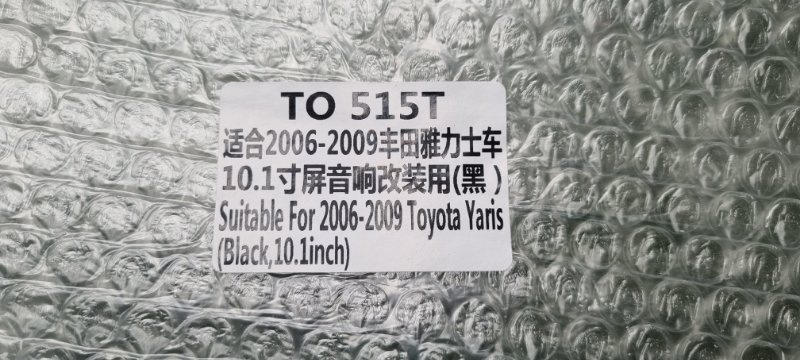 TO 515T
适合2006-2009丰田雅力士车
10.1寸屏音响改装用(黑 )
Suitable For 2006-2009 Toyota Yaris
(Black,10.1inch)